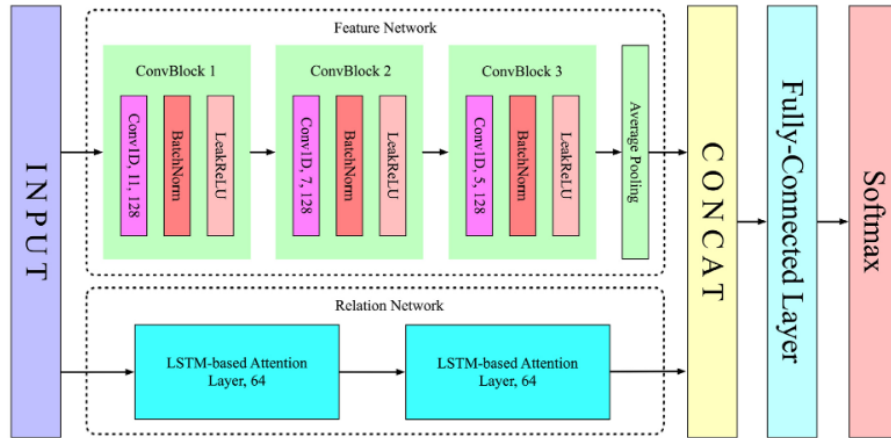 INPUT
Feature Network
ConvBlock 1
Conv1D, 11, 128
BatchNorm
LeakReLU
ConvBlock 2
Conv1D, 7, 128
BatchNorm
LeakReLU
ConvBlock 3
Conv1D, 5, 128
BatchNorm
LeakReLU
Average Pooling
Relation Network
LSTM-based Attention
Layer, 64
LSTM-based Attention
Layer, 64
CONCAT
Fully-Connected Layer
Softmax